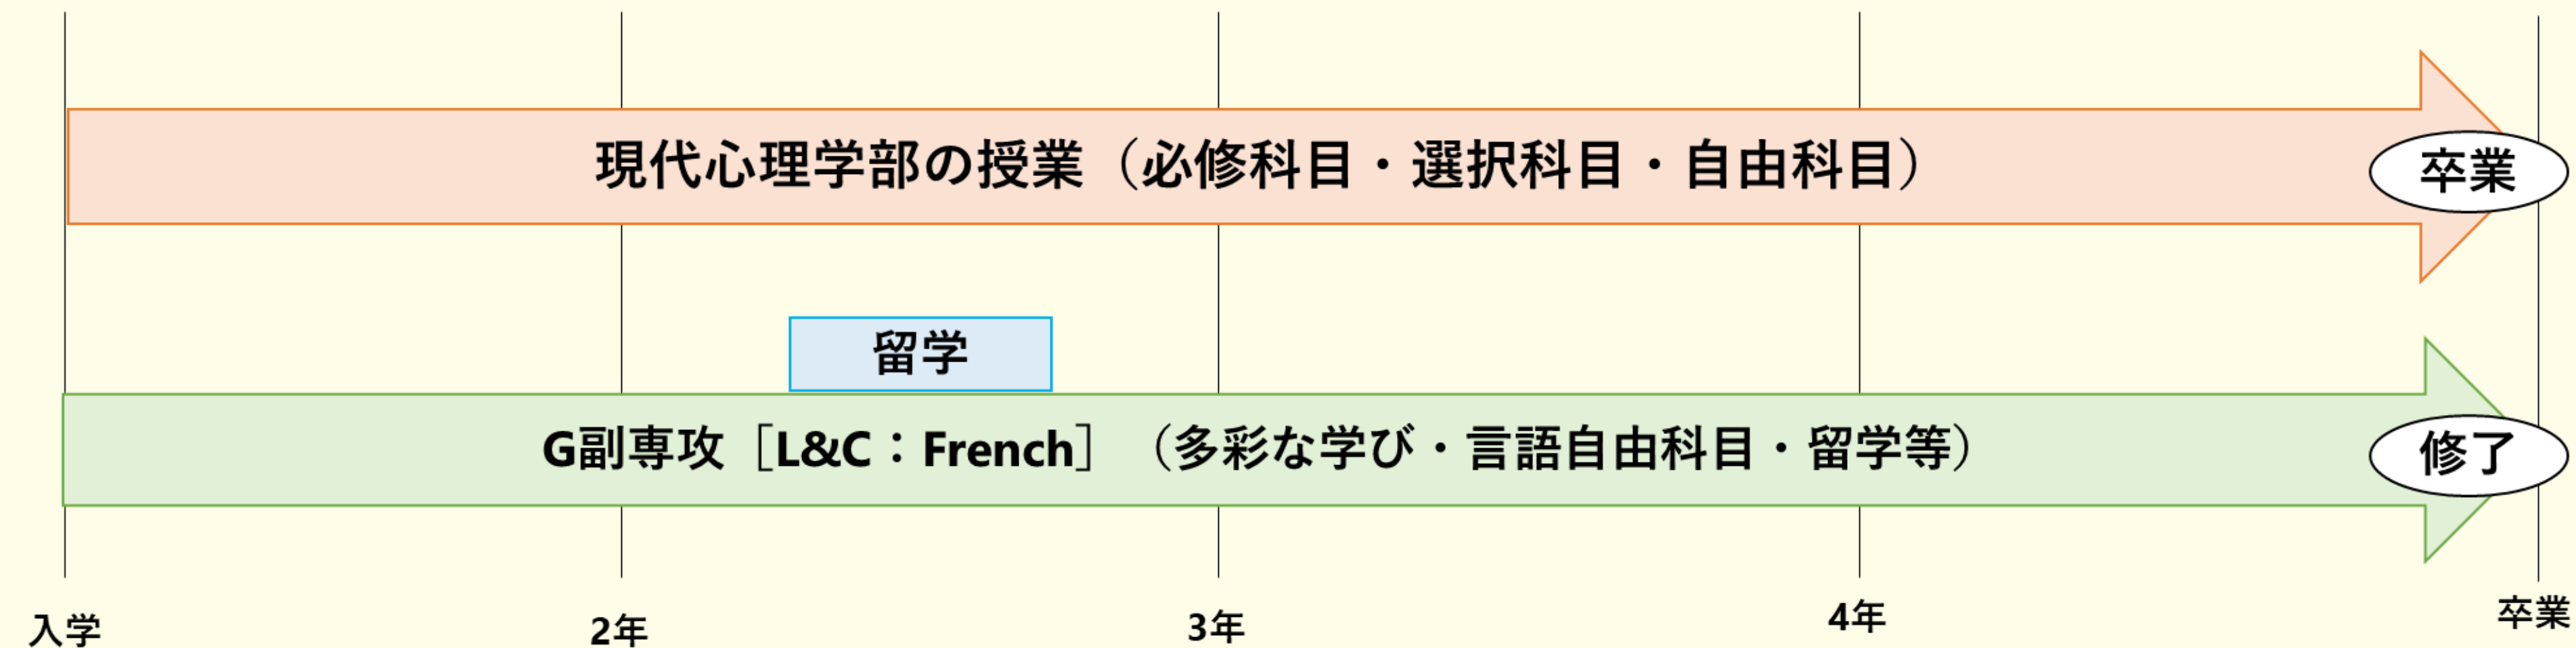 現代心理学部の授業（必修科目・選択科目・自由科目）
卒業
留学
G副専攻［L&C：French］（多彩な学び・言語自由科目・留学等）
修了
入学
2年
3年
4年
卒業